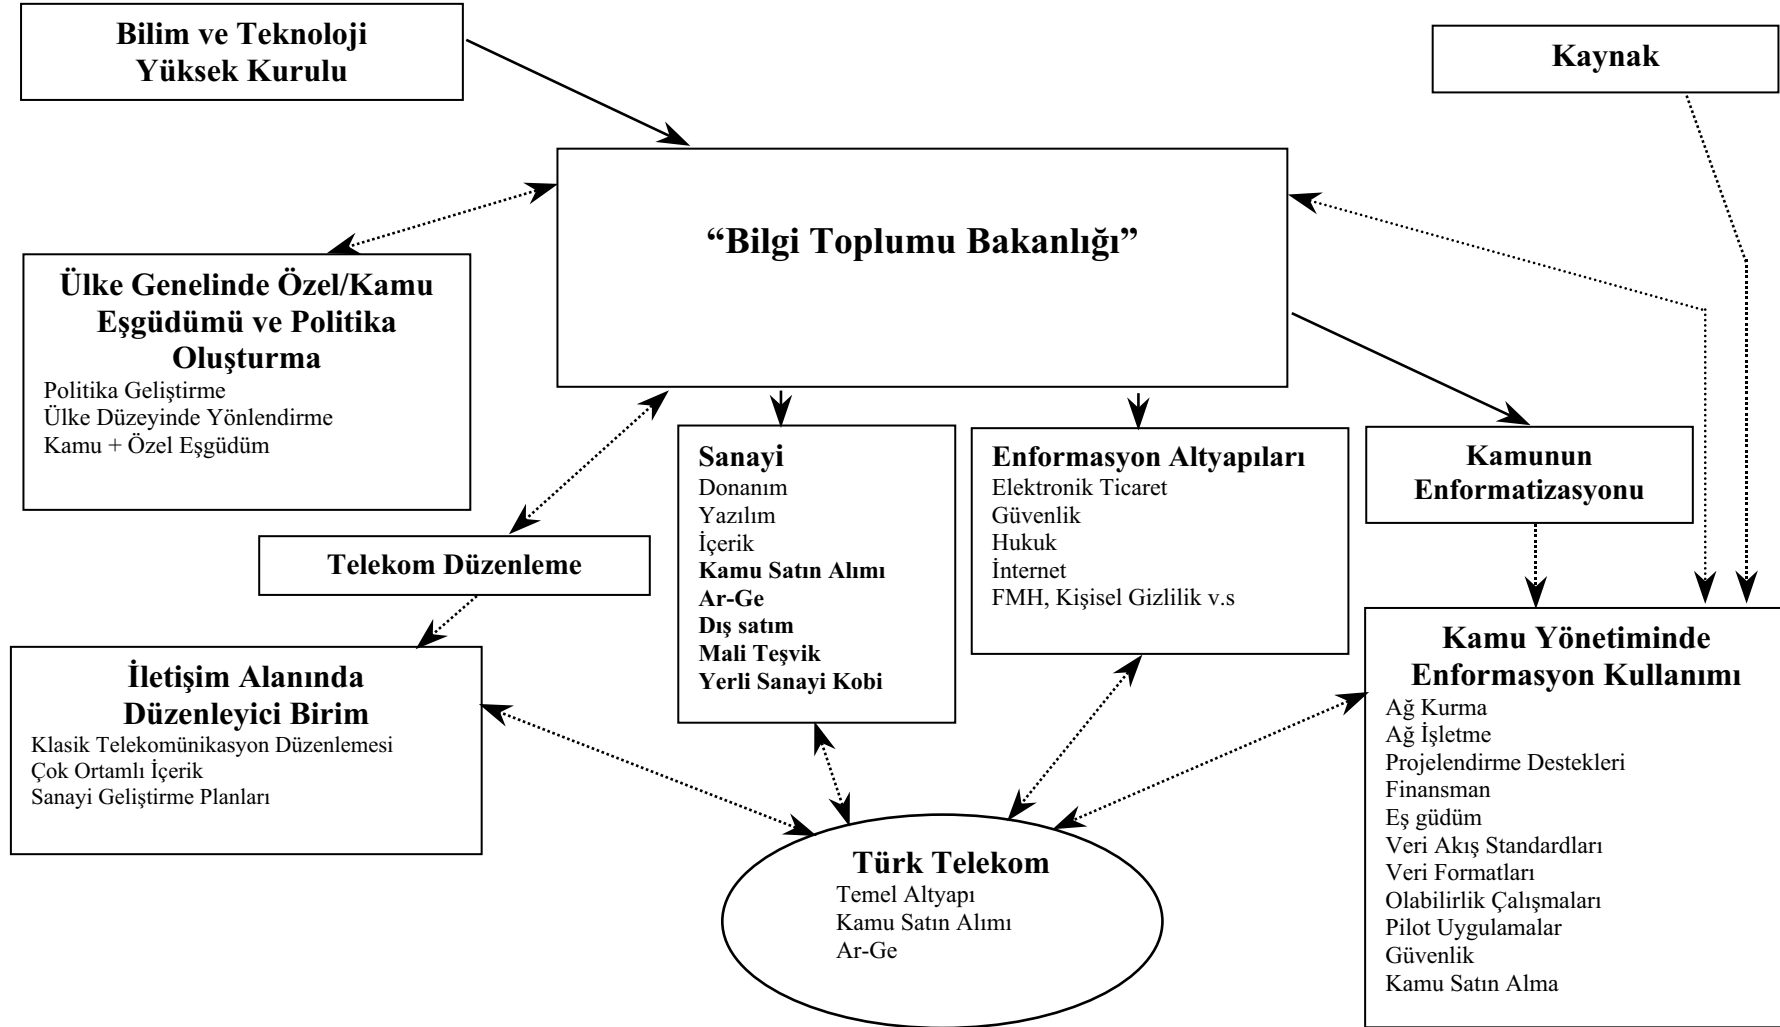 Bilim ve Teknoloji
Yüksek Kurulu
Kaynak
“Bilgi Toplumu Bakanlığı”
Ülke Genelinde Özel/Kamu
Eşgüdümü ve Politika
Oluşturma
Politika Geliştirme
Ülke Düzeyinde Yönlendirme
Kamu + Özel Eşgüdüm
Telekom Düzenleme
Sanayi
Donanım
Yazılım
İçerik
Kamu Satın Alımı
Ar-Ge
Dış satım
Mali Teşvik
Yerli Sanayi Kobi
Enformasyon Altyapıları
Elektronik Ticaret
Güvenlik
Hukuk
İnternet
FMH, Kişisel Gizlilik v.s
Kamunun
Enformatizasyonu
İletişim Alanında
Düzenleyici Birim
Klasik Telekomünikasyon Düzenlemesi
Çok Ortamlı İçerik
Sanayi Geliştirme Planları
Türk Telekom
Temel Altyapı
Kamu Satın Alımı
Ar-Ge
Kamu Yönetiminde
Enformasyon Kullanımı
Ağ Kurma
Ağ İşletme
Projelendirme Destekleri
Finansman
Eş güdüm
Veri Akış Standardları
Veri Formatları
Olabilirlik Çalışmaları
Pilot Uygulamalar
Güvenlik
Kamu Satın Alma